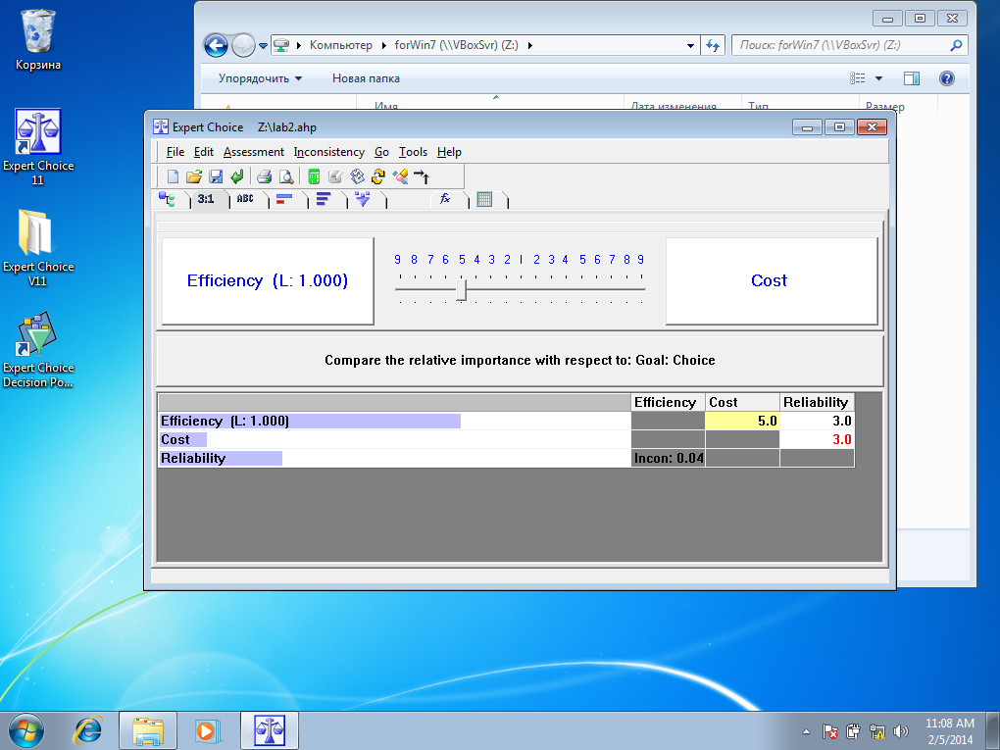 Корзина
Expert Choice
11
Expert Choice
V11
Expert Choice
Decision Po...
Компьютер
forWin7 (\\VBoxSvr) (Z:)
Поиск: forWin7 (\\VBoxSvr) (Z:)
Упорядочить
Новая папка
Имя
Дата изменения
Тип
Размер
Expert Choice Z:\lab2.ahp
File Edit Assessment Inconsistency Go Tools Help
3:1
ABC
fx
Efficiency (L: 1.000)
9 8 7 6 5 4 3 2 1 2 3 4 5 6 7 8 9
Cost
Compare the relative importance with respect to: Goal: Choice
Efficiency Cost Reliability
Efficiency (L: 1.000) 5.0 3.0
Cost 3.0
Reliability Incon: 0.04
11:08 AM
2/5/2014